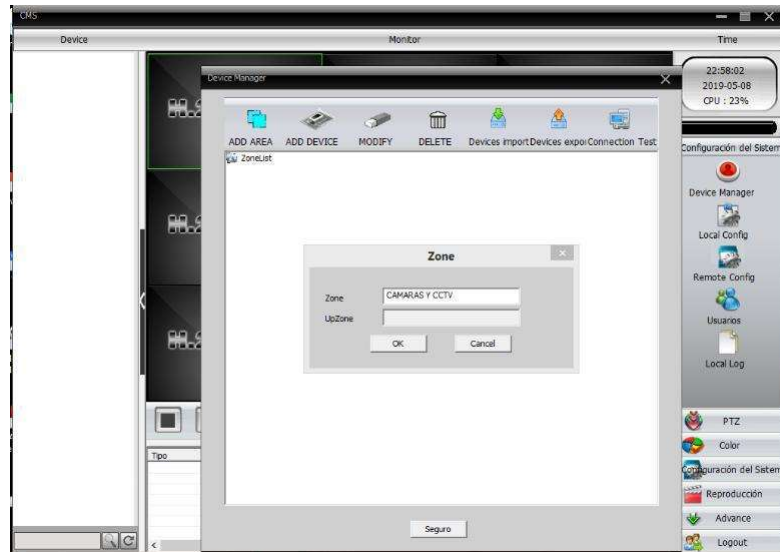 CMS
Device
Monitor
Time
22:58:02
2019-05-08
CPU : 23%
Device Manager
ADD AREA
ADD DEVICE
MODIFY
DELETE
Devices import
Devices expor
Connection Test
ZoneList
Zone
Zone
CAMARAS Y CCTV
UpZone
OK
Cancel
Seguro
Tipo
Configuración del Sistem
Device Manager
Local Config
Remote Config
Usuarios
Local Log
PTZ
Color
Configuración del Sistem
Reproducción
Advance
Logout